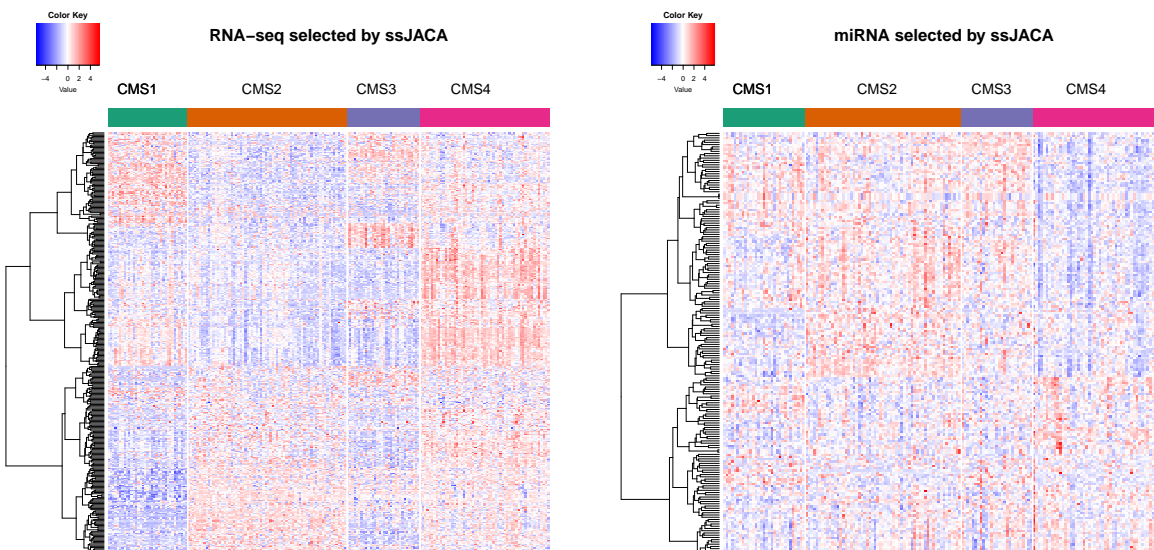 Color Key
−4 0 2 4
Value
RNA−seq selected by ssJACA
CMS1 CMS2 CMS3 CMS4
Color Key
−4 0 2 4
Value
miRNA selected by ssJACA
CMS1 CMS2 CMS3 CMS4